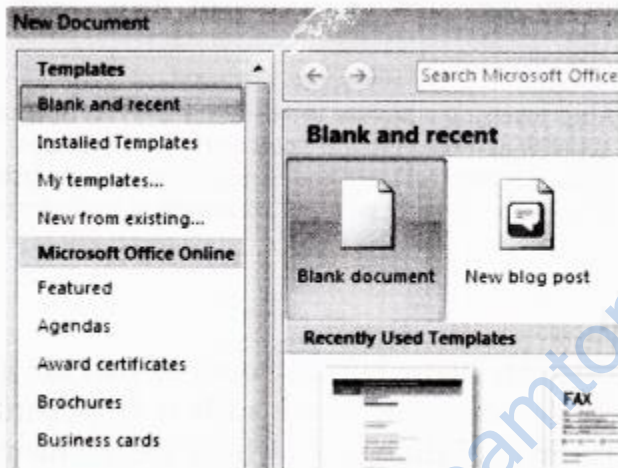 New Document
Templates
Blank and recent
Installed Templates
My templates...
New from existing...
Microsoft Office Online
Featured
Agendas
Award certificates
Brochures
Business cards
Search Microsoft Office
Blank and recent
Blank document
New blog post
Recently Used Templates
FAX